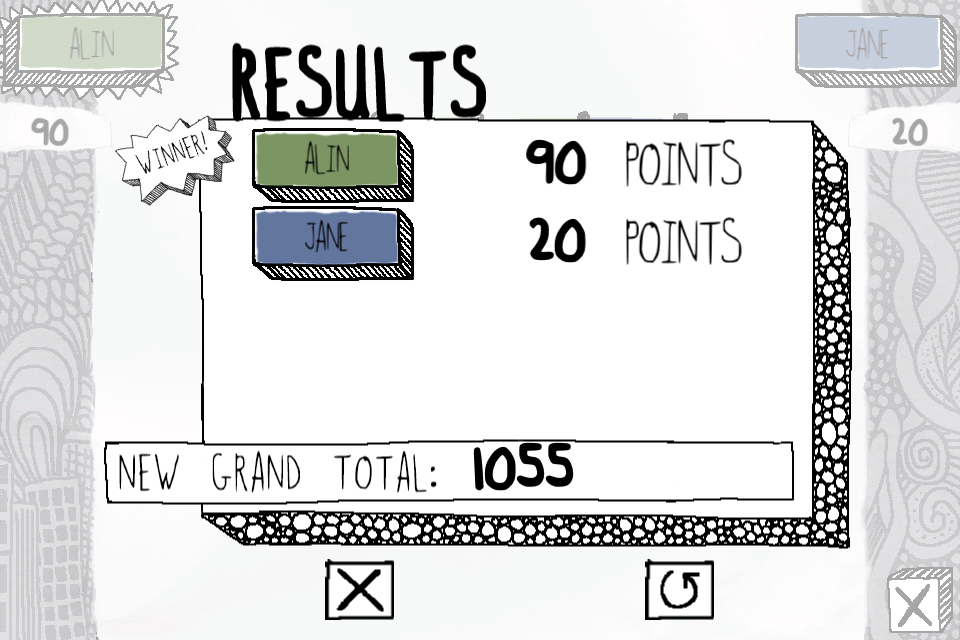 ALIN
JANE
RESULTS
90
20
WINNER!
ALIN 90 POINTS
JANE 20 POINTS
NEW GRAND TOTAL: 1055